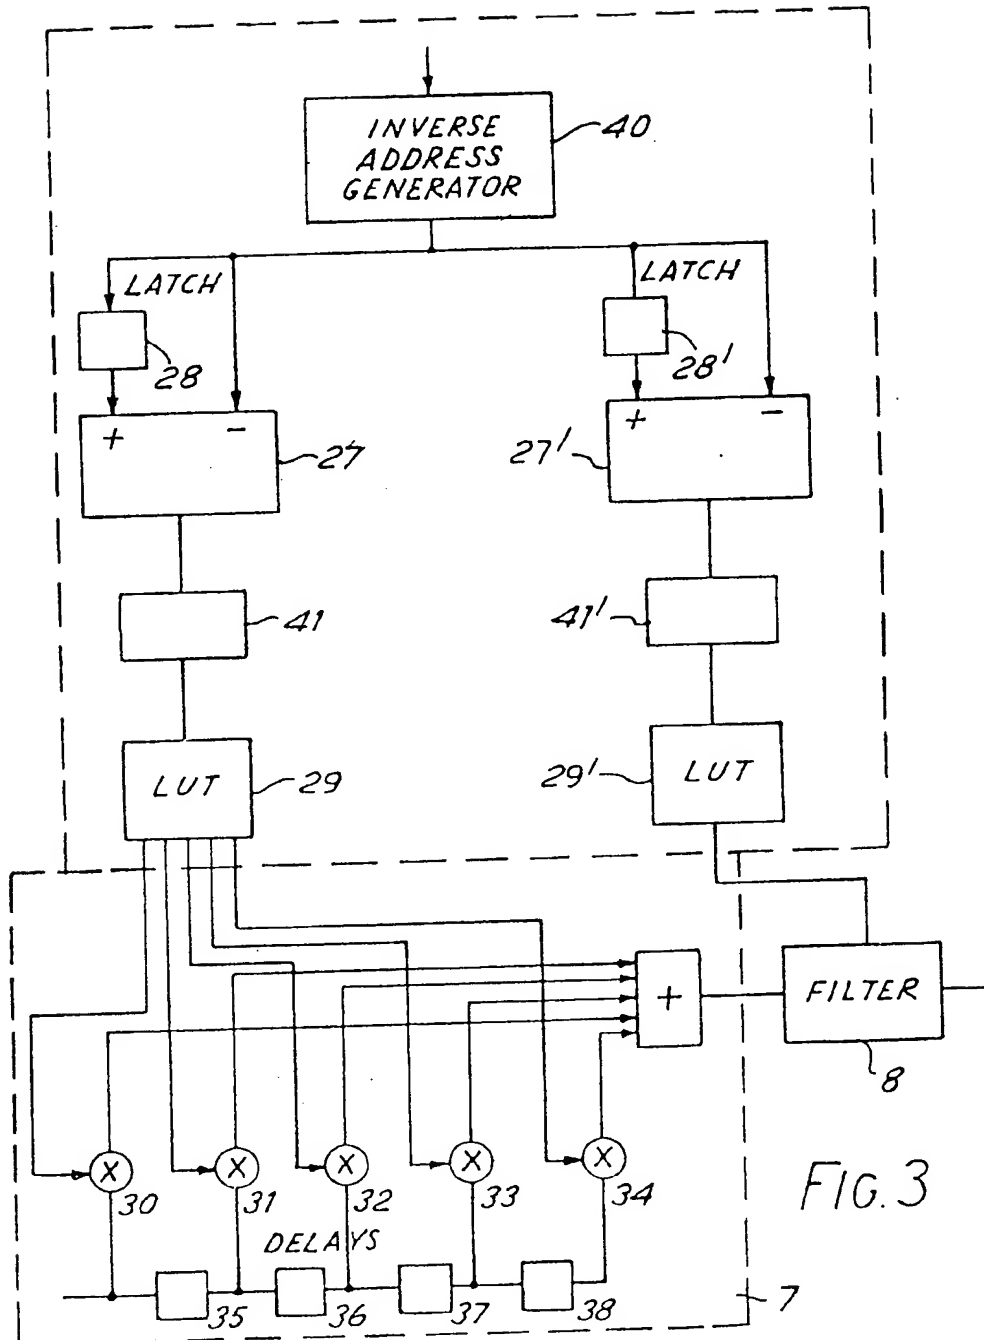 INVERSE
ADDRESS
GENERATOR
40
LATCH
LATCH
28
28'
+ -
+ -
27
27'
41
41'
LUT
29
29'
LUT
+
FILTER
8
X
X
X
X
X
30
31
32
33
34
FIG. 3
DELAYS
35
36
37
38
7